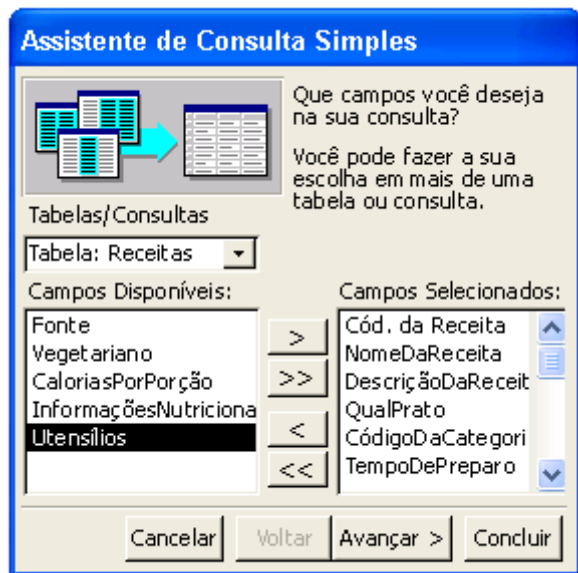 Assistente de Consulta Simples
Que campos você deseja
na sua consulta?
Você pode fazer a sua
escolha em mais de uma
tabela ou consulta.
Tabelas/Consultas
Tabela: Receitas
Campos Disponíveis:
Fonte
Vegetariano
CaloriasPorPorção
InformaçõesNutriciona
Utensílios
>
>>
<
<<
Campos Selecionados:
Cód. da Receita
NomeDaReceita
DescriçãoDaReceit
QualPrato
CódigoDaCategori
TempoDePreparo
Cancelar Voltar Avançar > Concluir